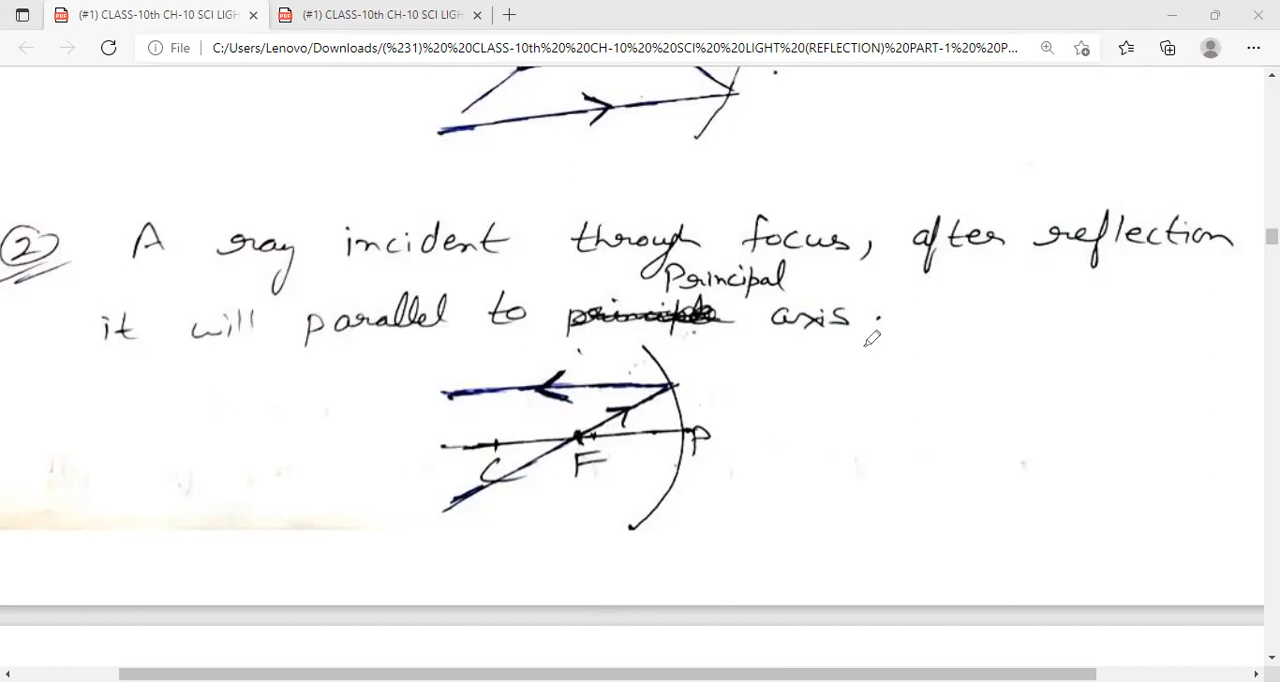 (#1) CLASS-10th CH-10 SCI LIGH
(#1) CLASS-10th CH-10 SCI LIGH
File
C:/Users/Lenovo/Downloads/(%231)%20%20CLASS-10th%20%20CH-10%20%20SCI%20%20LIGHT%20(REFLECTION)%20PART-1%20%20P...
2 A ray incident through focus, after reflection
Principal
it will parallel to principle axis.
P
C F